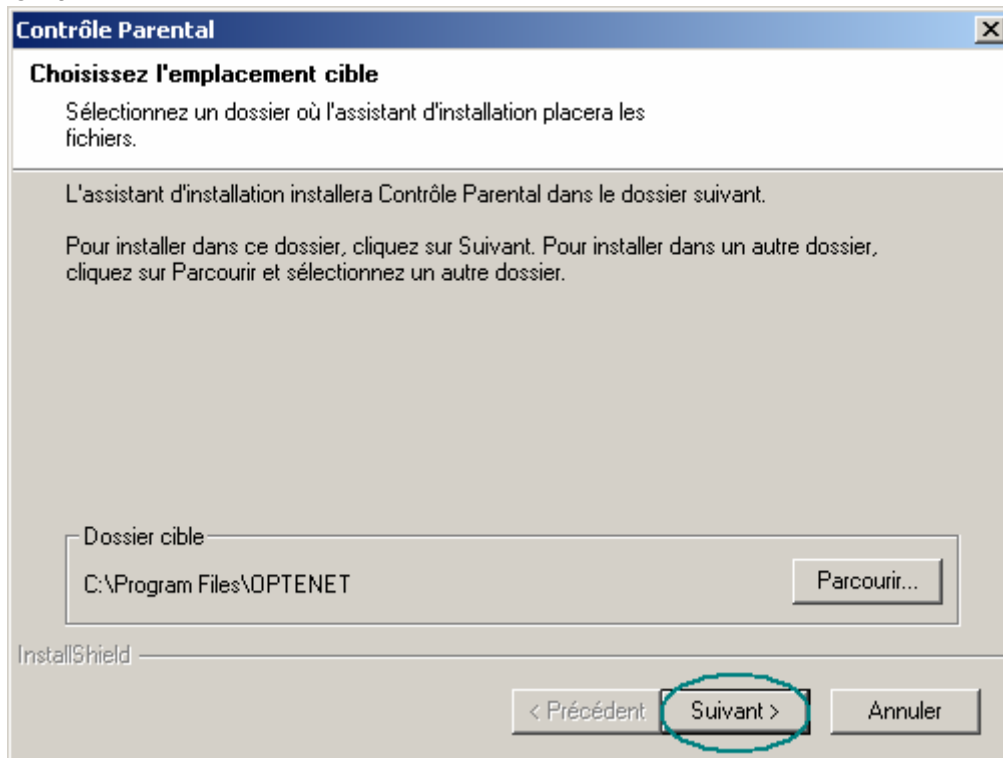 Contrôle Parental
Choisissez l'emplacement cible
Sélectionnez un dossier où l'assistant d'installation placera les
fichiers.
L'assistant d'installation installera Contrôle Parental dans le dossier suivant.
Pour installer dans ce dossier, cliquez sur Suivant. Pour installer dans un autre dossier,
cliquez sur Parcourir et sélectionnez un autre dossier.
Dossier cible
C:\Program Files\OPTENET
Parcourir...
InstallShield
< Précédent
Suivant >
Annuler